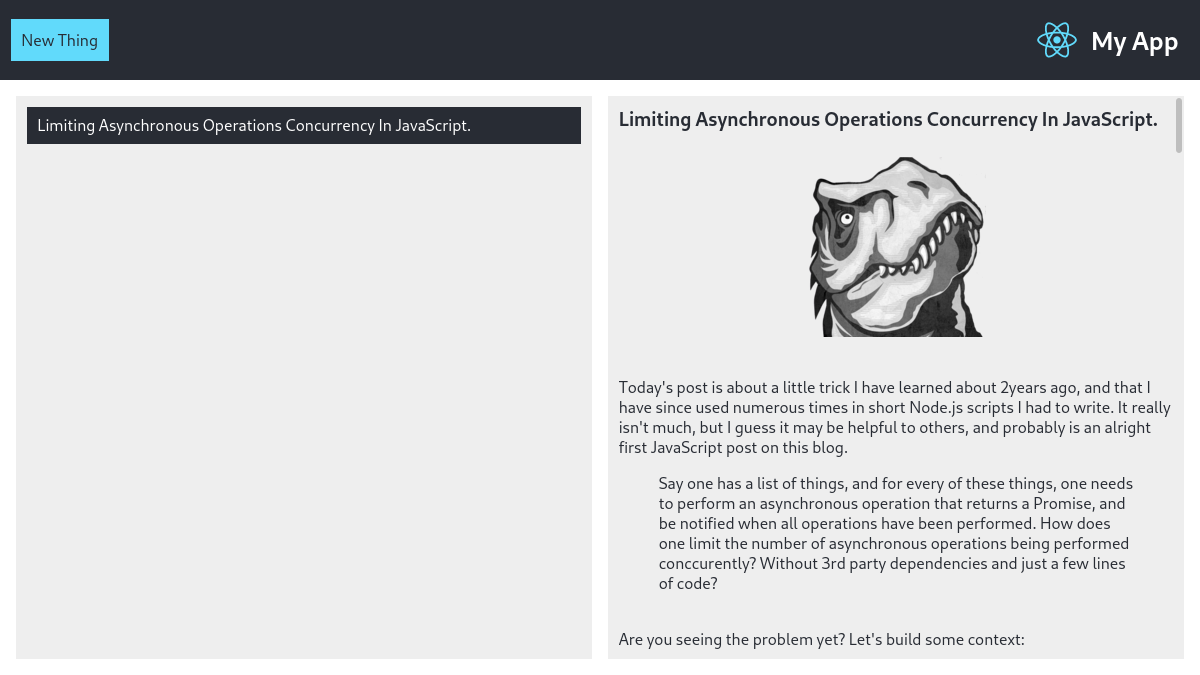 New Thing
My App
Limiting Asynchronous Operations Concurrency In JavaScript.
Limiting Asynchronous Operations Concurrency In JavaScript.
Today's post is about a little trick I have learned about 2years ago, and that I
have since used numerous times in short Node.js scripts I had to write. It really
isn't much, but I guess it may be helpful to others, and probably is an alright
first JavaScript post on this blog.
Say one has a list of things, and for every of these things, one needs
to perform an asynchronous operation that returns a Promise, and
be notified when all operations have been performed. How does
one limit the number of asynchronous operations being performed
conccurently? Without 3rd party dependencies and just a few lines
of code?
Are you seeing the problem yet? Let's build some context: